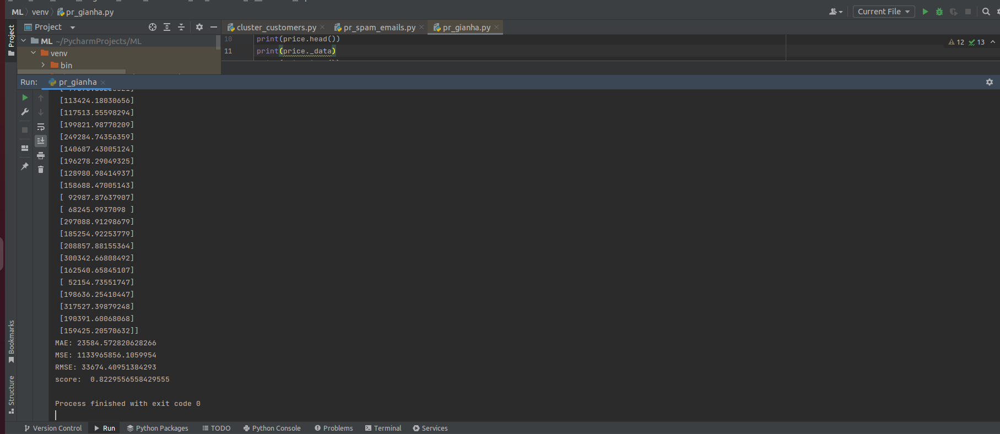 ML venv pr_gianha.py
Current File
Project
cluster_customers.py pr_spam_emails.py pr_gianha.py
Project
ML ~/PycharmProjects/ML
venv
bin
10 print(price.head())
11 print(price._data)
12 13
Run: pr_gianha
[113424.18030656]
[117513.55598294]
[199821.98770209]
[249284.74356359]
[140687.43005124]
[196278.29049325]
[128980.98414937]
[158688.47005143]
[ 92987.87637907]
[ 68245.9937098 ]
[297088.91298679]
[185254.92253779]
[208857.88155364]
[300342.66808492]
[162540.65845107]
[ 52154.73551747]
[198636.25410447]
[317527.39879248]
[190391.60068068]
[159425.20570632]]
MAE: 23584.572820628266
MSE: 1133965856.1059954
RMSE: 33674.40951384293
score:  0.8229556558429555
Process finished with exit code 0
Bookmarks
Structure
Version Control Run Python Packages TODO Python Console Problems Terminal Services